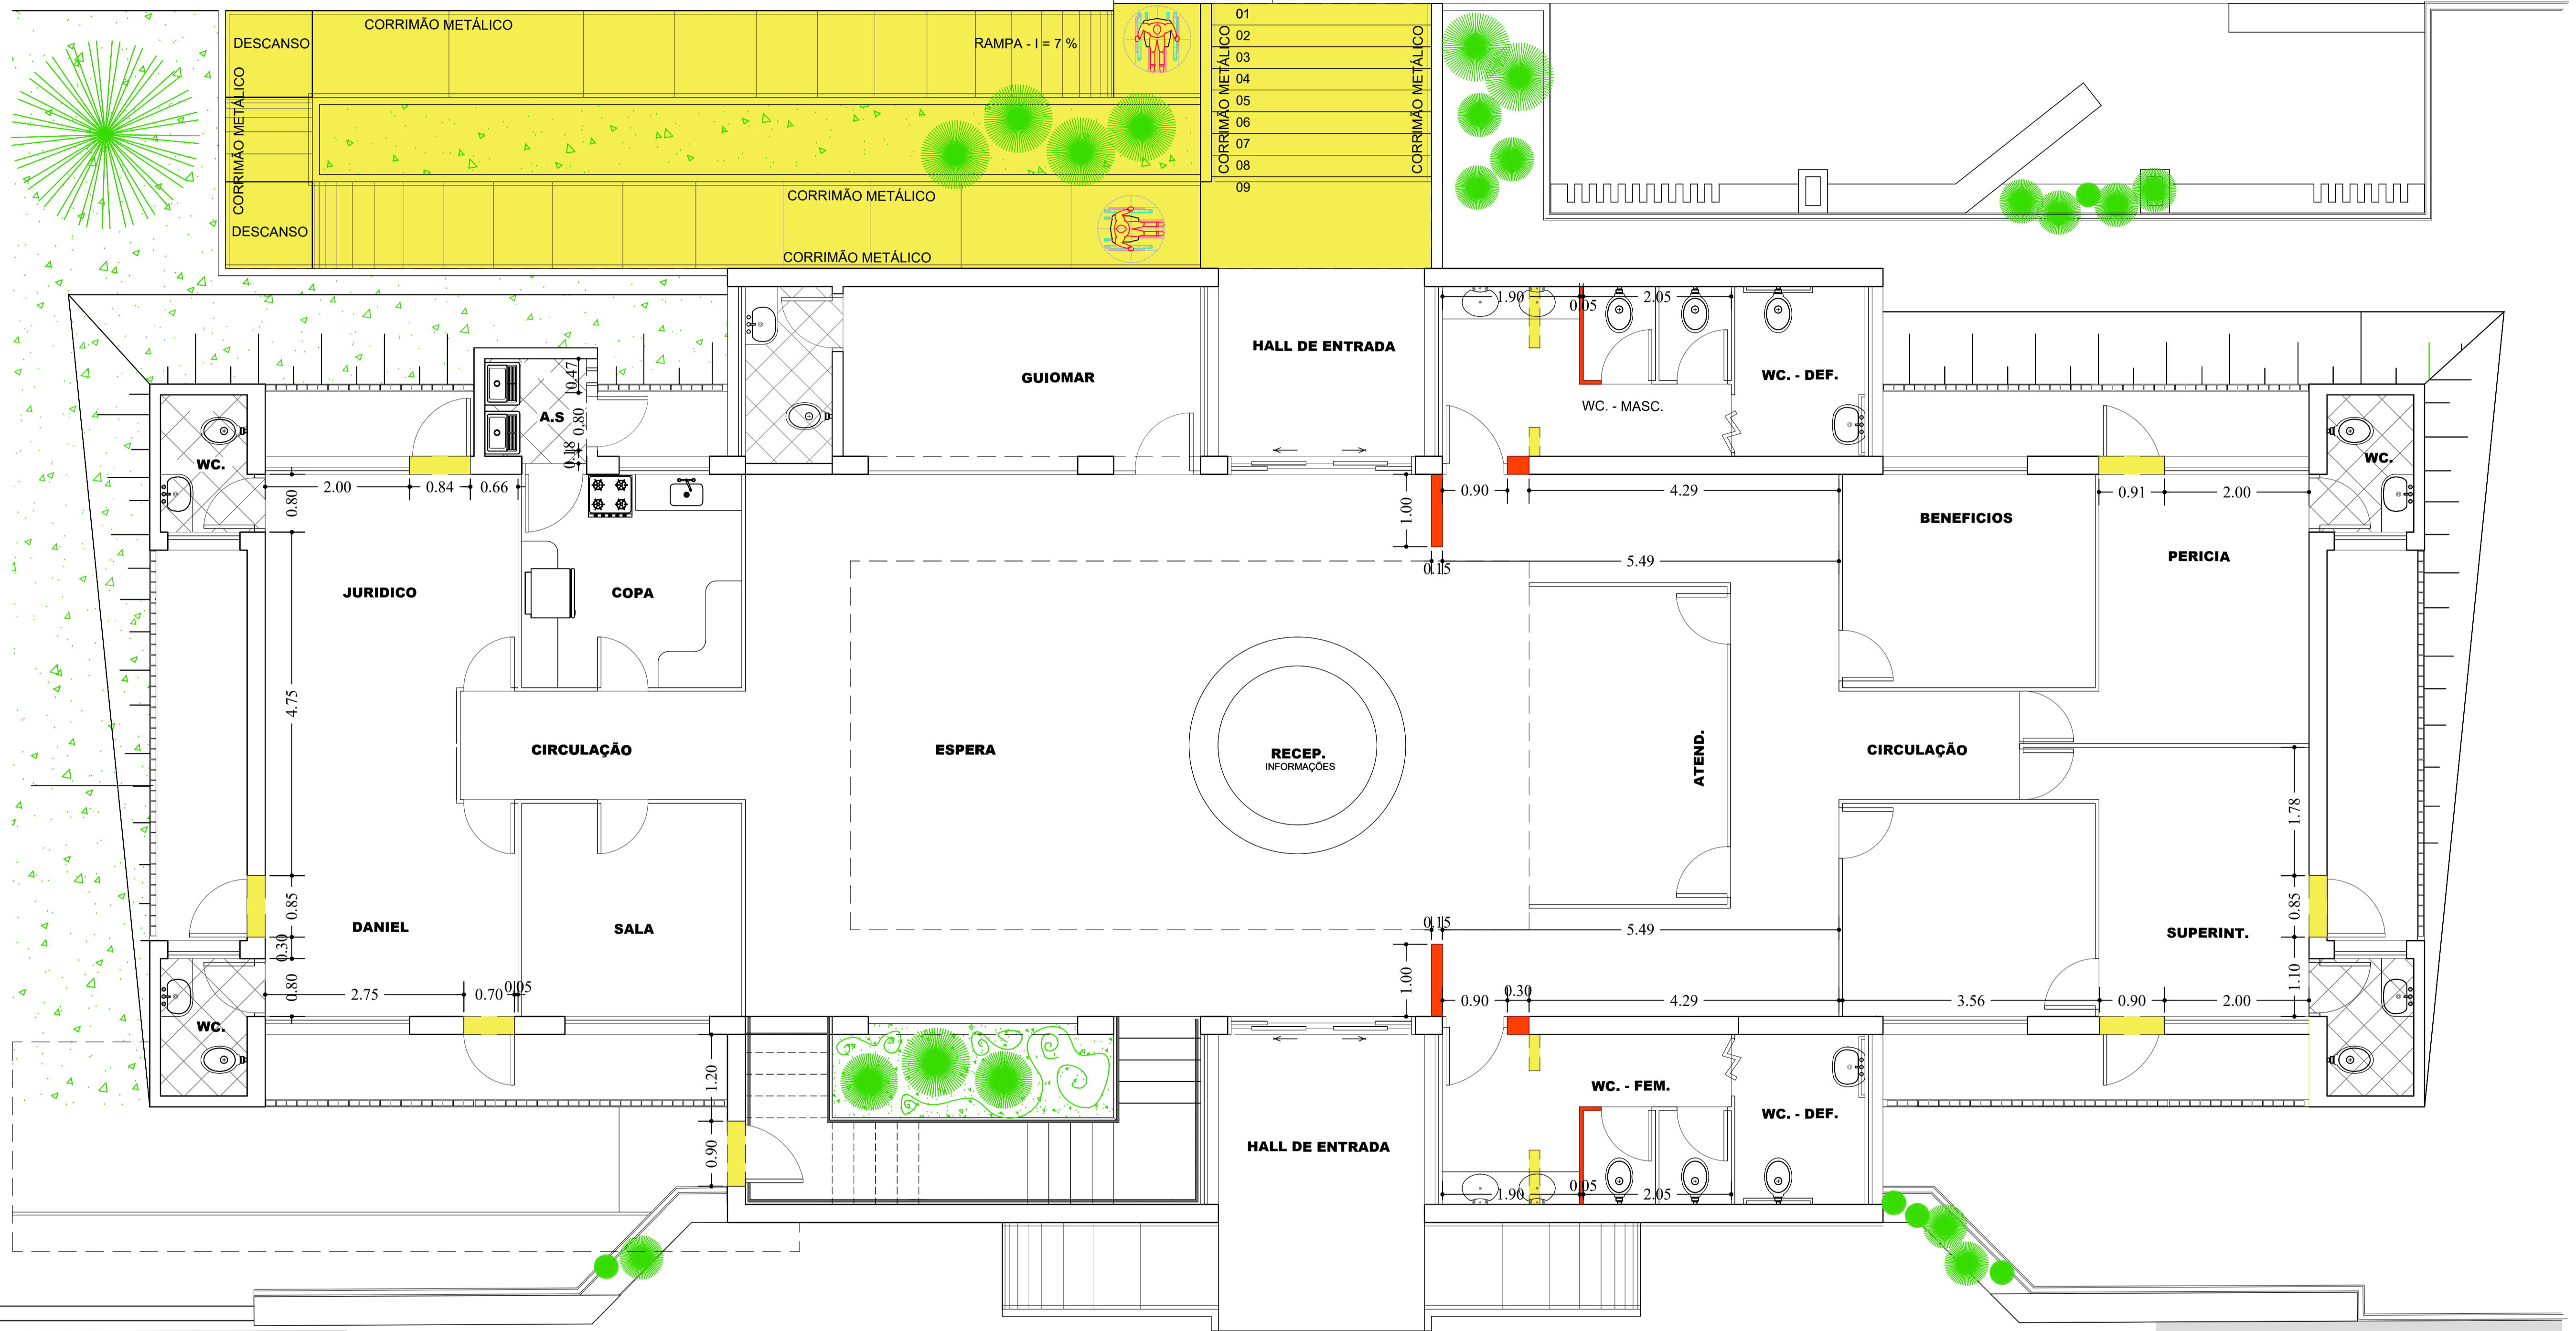 CORRIMÃO METÁLICO
DESCANSO
RAMPA - I = 7 %
CORRIMÃO METÁLICO
CORRIMÃO METÁLICO
DESCANSO
CORRIMÃO METÁLICO
CORRIMÃO METÁLICO
01
02
03
04
05
06
07
08
09
CORRIMÃO METÁLICO
CORRIMÃO METÁLICO
1.90
0.05
2.05
HALL DE ENTRADA
GUIOMAR
WC. - DEF.
WC. - MASC.
0.47
A.S
0.80
0.18
WC.
WC.
2.00
0.84
0.66
0.80
0.90
4.29
1.00
0.91
2.00
BENEFICIOS
PERICIA
0.15
5.49
JURIDICO
COPA
4.75
CIRCULAÇÃO
ESPERA
RECEP.
INFORMAÇÕES
ATEND.
CIRCULAÇÃO
1.78
0.85
0.85
DANIEL
SALA
0.15
5.49
SUPERINT.
0.30
0.80
1.00
1.10
2.75
0.70
0.05
0.90
0.30
4.29
3.56
0.90
2.00
WC.
1.20
0.90
WC. - FEM.
WC. - DEF.
HALL DE ENTRADA
1.90
0.05
2.05